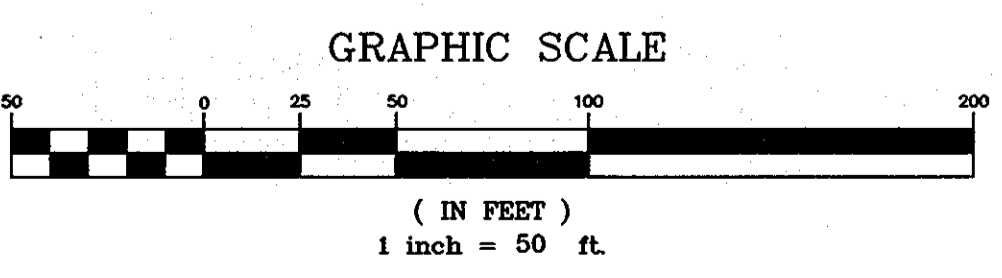 GRAPHIC SCALE
50 0 25 50 100 200
( IN FEET )
1 inch = 50 ft.